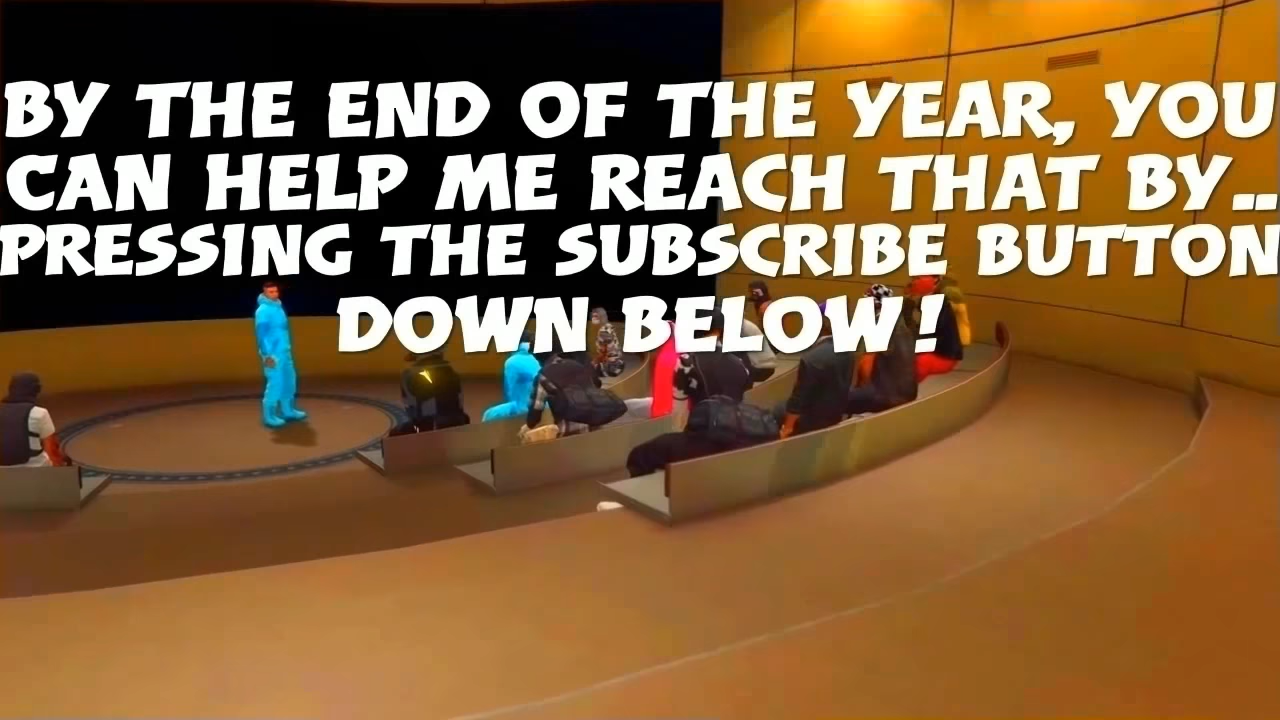 BY THE END OF THE YEAR, YOU
CAN HELP ME REACH THAT BY..
PRESSING THE SUBSCRIBE BUTTON
DOWN BELOW!